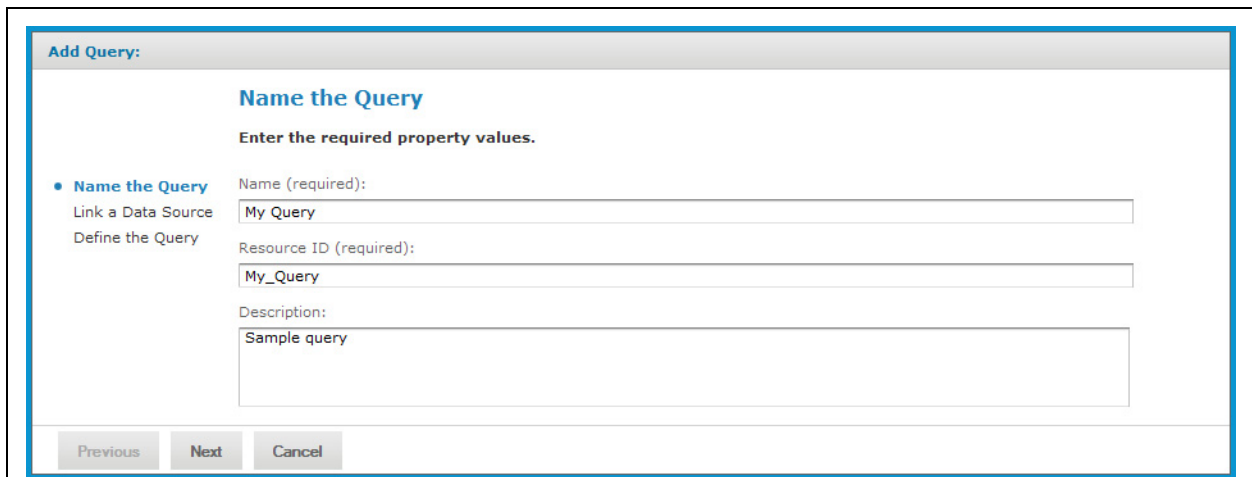 Add Query:
Name the Query
Enter the required property values.
Name the Query
Link a Data Source
Define the Query
Name (required):
My Query
Resource ID (required):
My_Query
Description:
Sample query
Previous Next Cancel